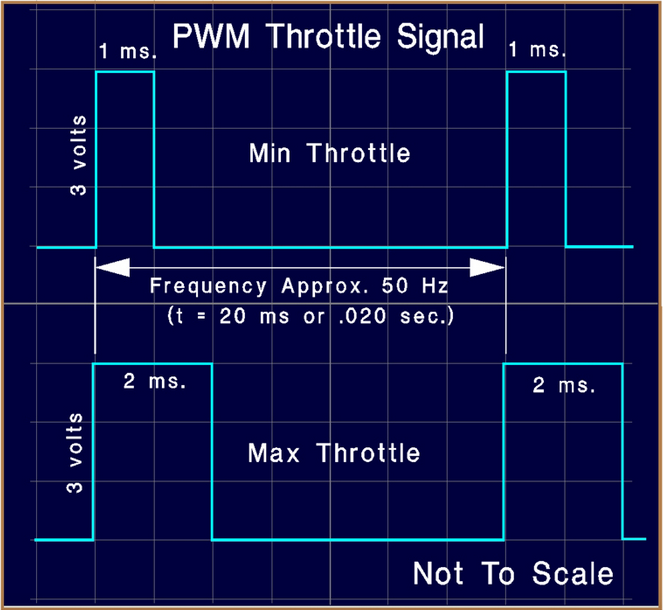 PWM Throttle Signal
1 ms.
1 ms.
3 volts
Min Throttle
Frequency Approx. 50 Hz
(t = 20 ms or .020 sec.)
2 ms.
2 ms.
3 volts
Max Throttle
Not To Scale